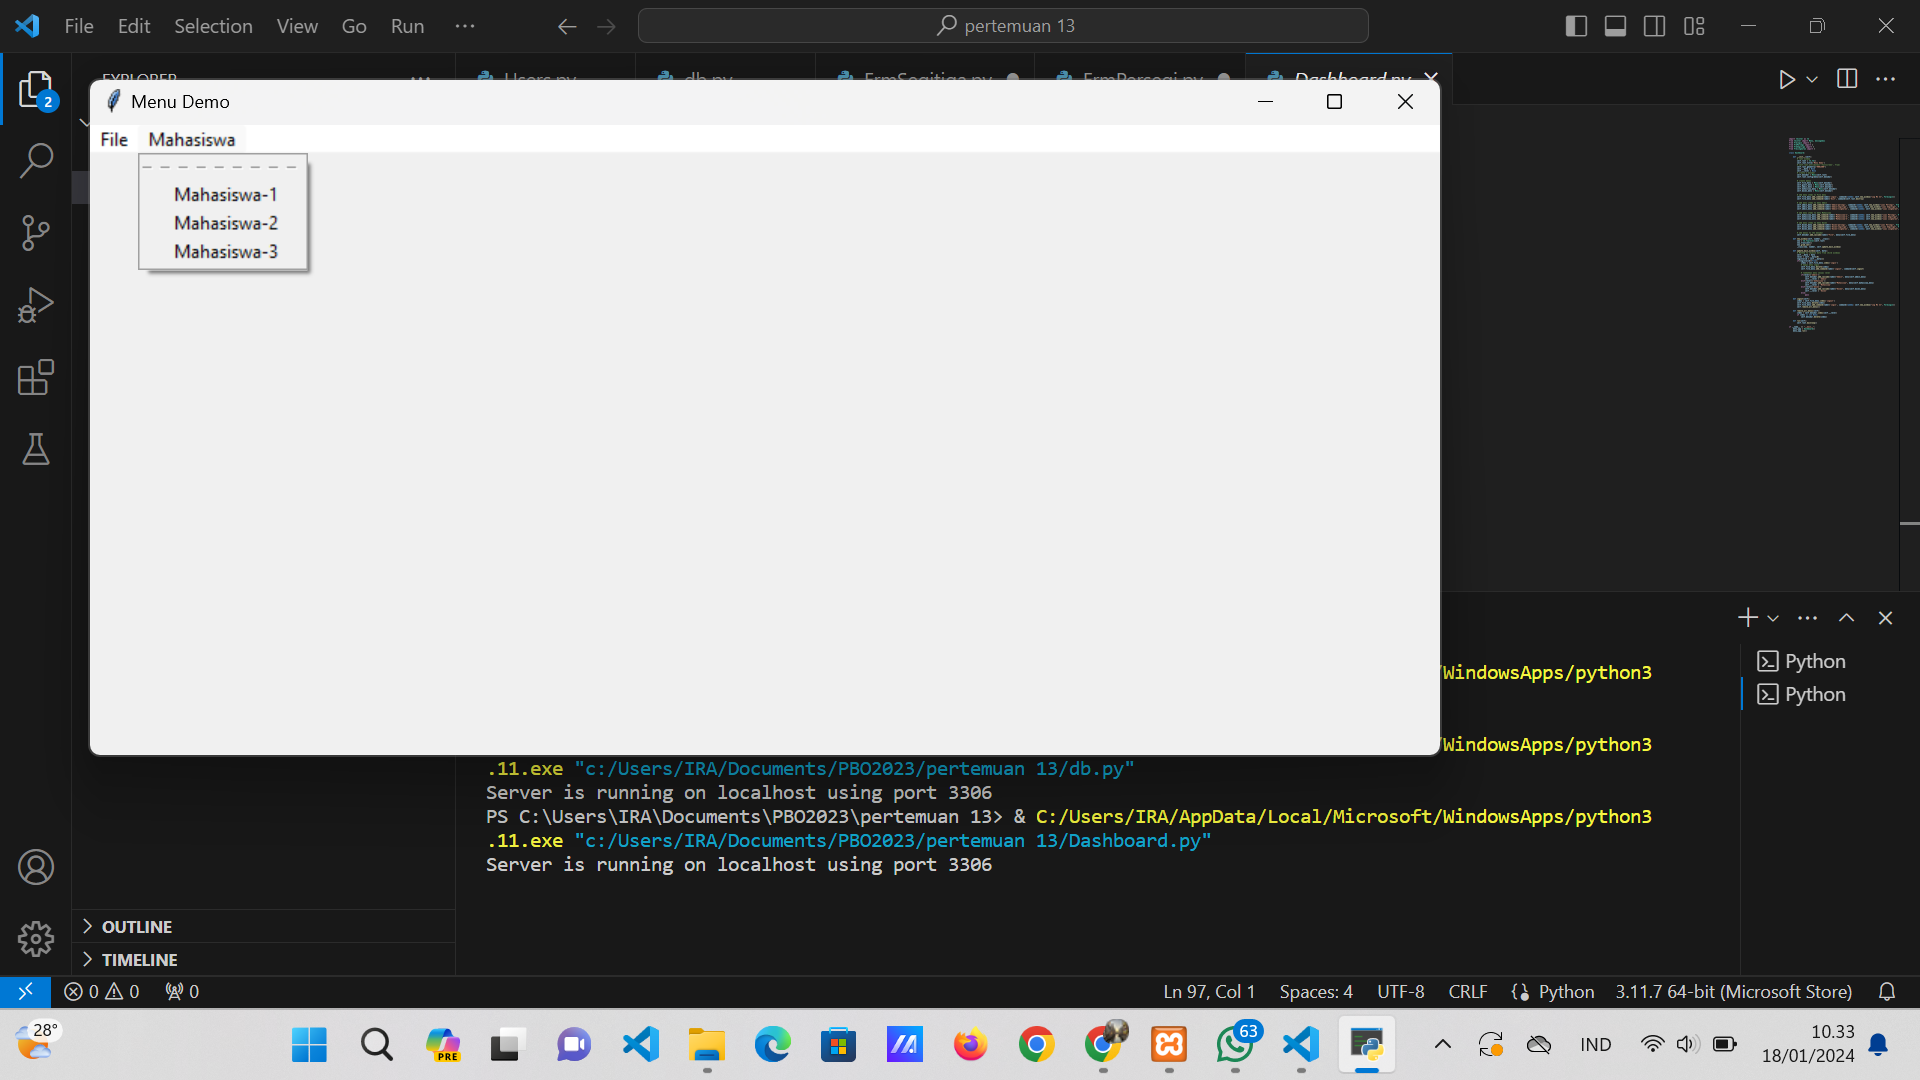 File Edit Selection View Go Run ···
pertemuan 13
EXPLORER ···
Users.py db.py FrmSegitiga.py FrmPersegi.py Dashboard.py
2
Menu Demo
File Mahasiswa
Mahasiswa-1
Mahasiswa-2
Mahasiswa-3
Python
Python
/WindowsApps/python3
/WindowsApps/python3
.11.exe "c:/Users/IRA/Documents/PBO2023/pertemuan 13/db.py"
Server is running on localhost using port 3306
PS C:\Users\IRA\Documents\PBO2023\pertemuan 13> & C:/Users/IRA/AppData/Local/Microsoft/WindowsApps/python3
.11.exe "c:/Users/IRA/Documents/PBO2023/pertemuan 13/Dashboard.py"
Server is running on localhost using port 3306
OUTLINE
TIMELINE
0 0 0 Ln 97, Col 1 Spaces: 4 UTF-8 CRLF Python 3.11.7 64-bit (Microsoft Store)
28° PRE 63 IND 10.33
18/01/2024